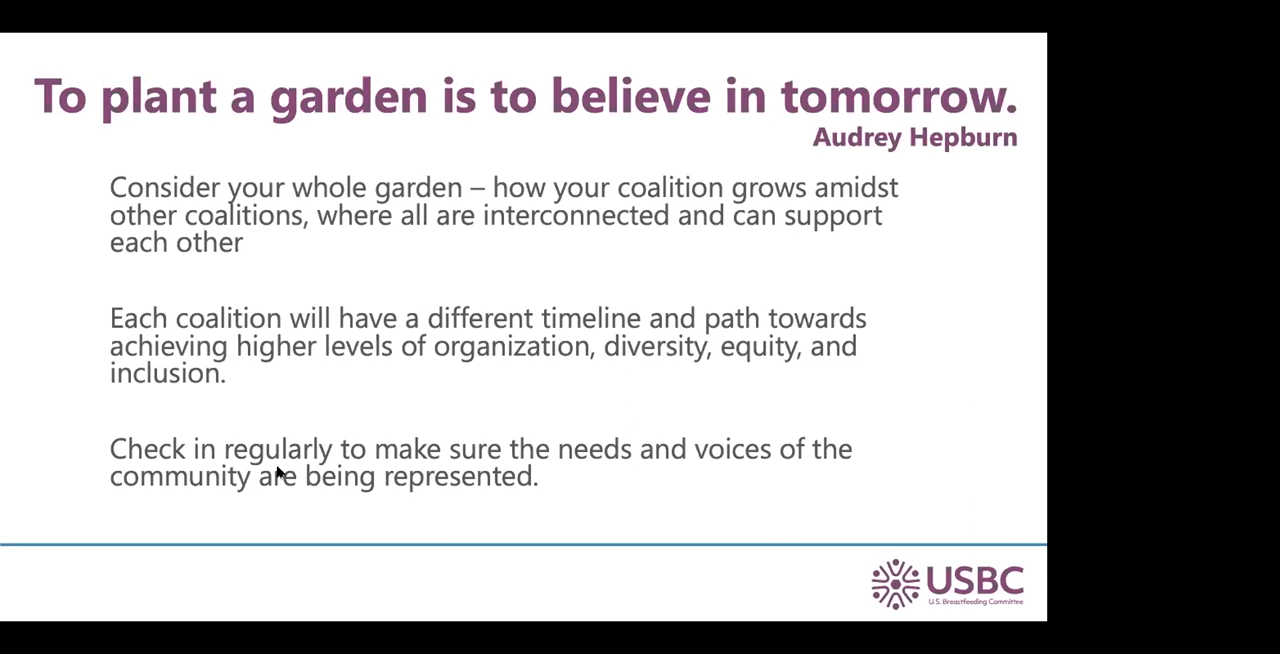 To plant a garden is to believe in tomorrow.
Audrey Hepburn
Consider your whole garden – how your coalition grows amidst
other coalitions, where all are interconnected and can support
each other
Each coalition will have a different timeline and path towards
achieving higher levels of organization, diversity, equity, and
inclusion.
Check in regularly to make sure the needs and voices of the
community are being represented.
USBC
U.S. Breastfeeding Committee